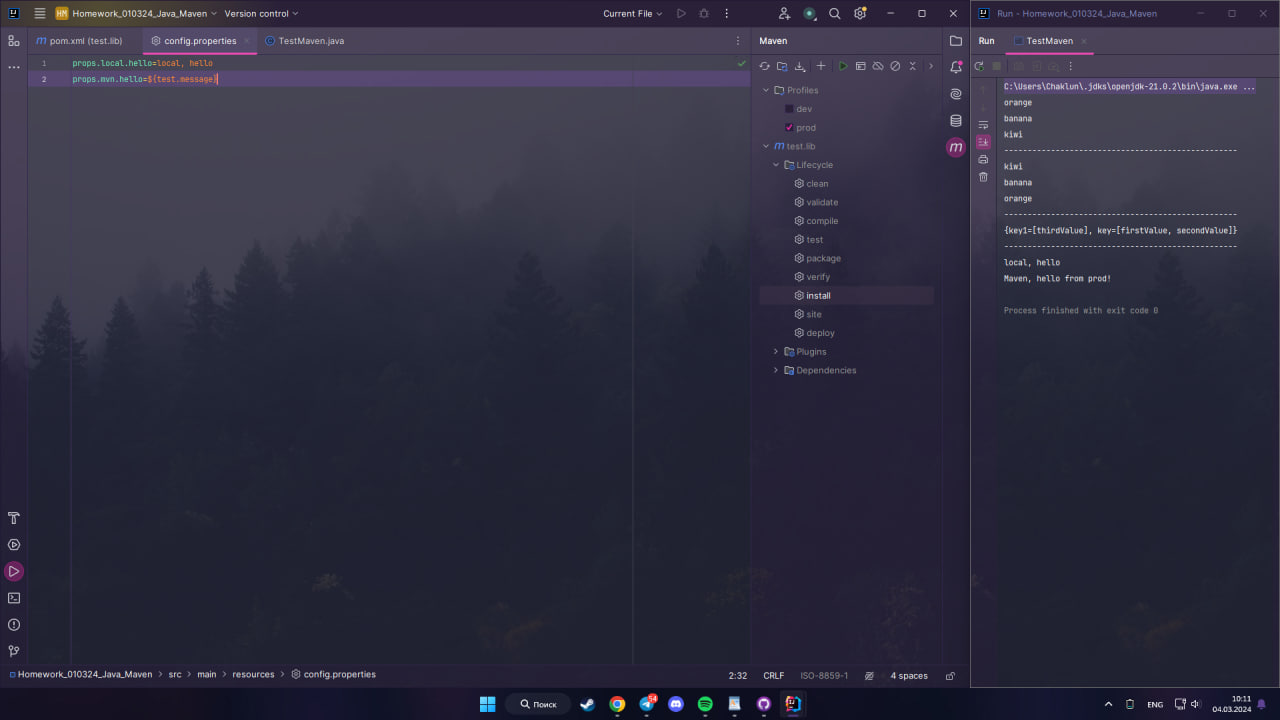 HM Homework_010324_Java_Maven Version control Current File
pom.xml (test.lib) config.properties TestMaven.java
1 props.local.hello=local, hello
2 props.mvn.hello=${test.message}
Maven
Profiles
dev
prod
m test.lib
Lifecycle
clean
validate
compile
test
package
verify
install
site
deploy
Plugins
Dependencies
Run - Homework_010324_Java_Maven
Run TestMaven
C:\Users\Chaklun\.jdks\openjdk-21.0.2\bin\java.exe ...
orange
banana
kiwi
--------------------------------------------------
kiwi
banana
orange
--------------------------------------------------
{key1=[thirdValue], key=[firstValue, secondValue]}
--------------------------------------------------
local, hello
Maven, hello from prod!
Process finished with exit code 0
Homework_010324_Java_Maven src main resources config.properties 2:32 CRLF ISO-8859-1 4 spaces
Поиск 54 ENG 10:11
04.03.2024